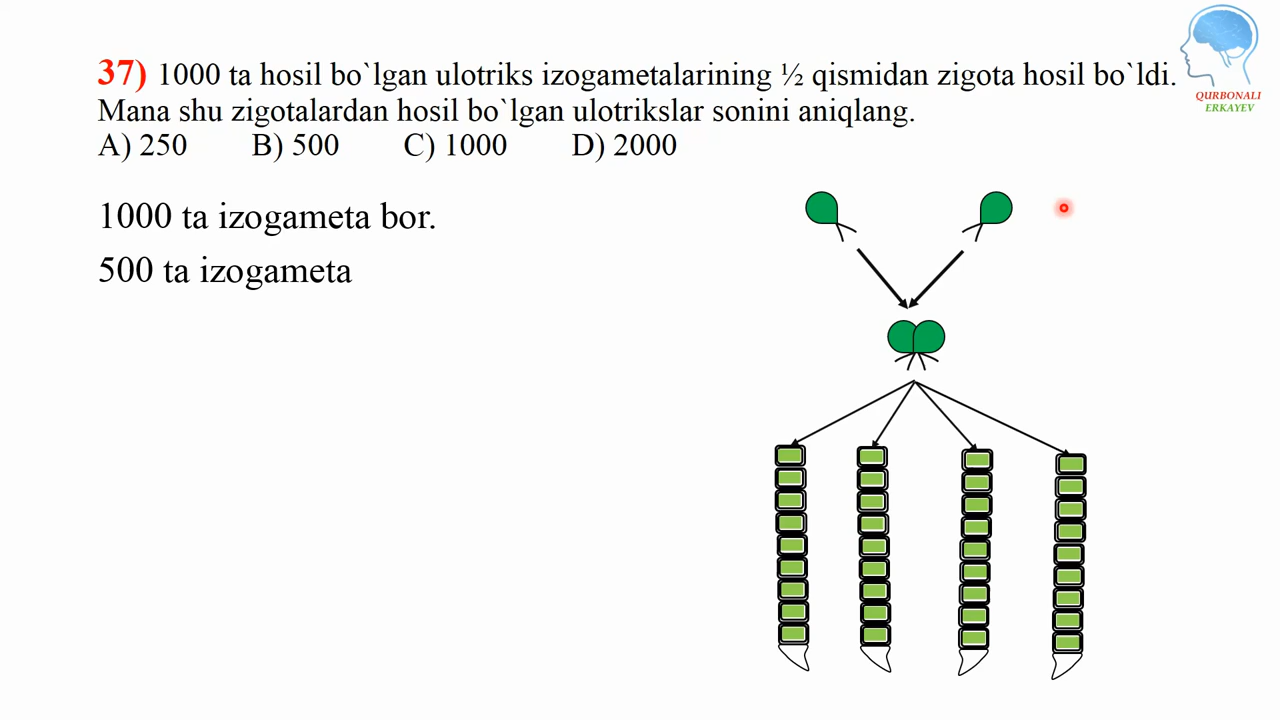 37) 1000 ta hosil bo`lgan ulotriks izogametalarining ½ qismidan zigota hosil bo`ldi.
Mana shu zigotalardan hosil bo`lgan ulotrikslar sonini aniqlang.
A) 250 B) 500 C) 1000 D) 2000
QURBONALI
ERKAYEV
1000 ta izogameta bor.
500 ta izogameta